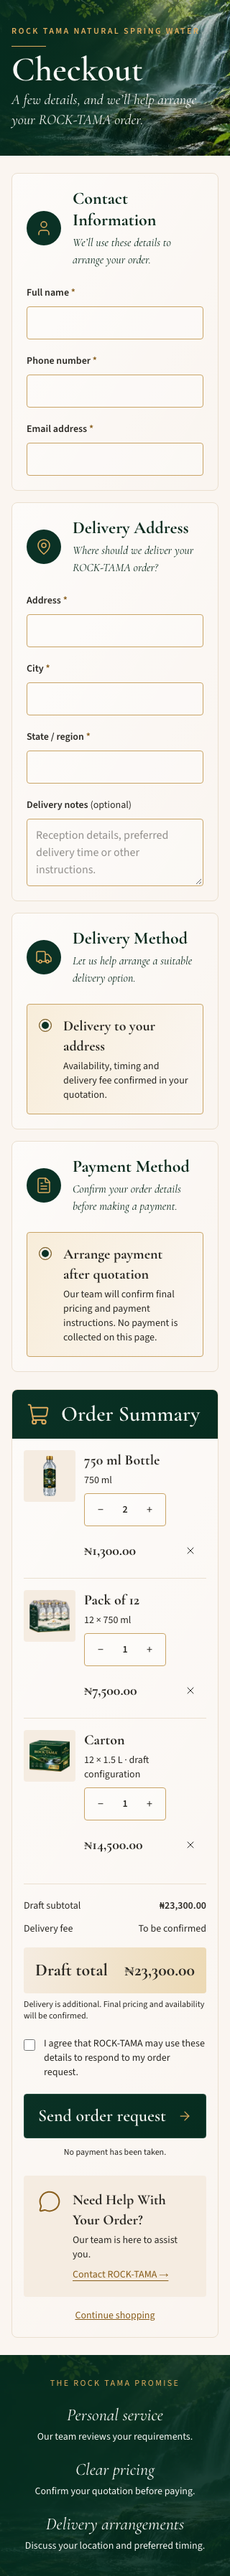 ROCK TAMA NATURAL SPRING WATER
Checkout
A few details, and we'll help arrange
your ROCK-TAMA order.
Contact
Information
We'll use these details to
arrange your order.
Full name *
Phone number *
Email address *
Delivery Address
Where should we deliver your
ROCK-TAMA order?
Address *
City *
State / region *
Delivery notes (optional)
Reception details, preferred
delivery time or other
instructions.
Delivery Method
Let us help arrange a suitable
delivery option.
Delivery to your
address
Availability, timing and
delivery fee confirmed in your
quotation.
Payment Method
Confirm your order details
before making a payment.
Arrange payment
after quotation
Our team will confirm final
pricing and payment
instructions. No payment is
collected on this page.
Order Summary
750 ml Bottle
750 ml
− 2 +
₦1,300.00 ×
Pack of 12
12 × 750 ml
− 1 +
₦7,500.00 ×
Carton
12 × 1.5 L · draft
configuration
− 1 +
₦14,500.00 ×
Draft subtotal ₦23,300.00
Delivery fee To be confirmed
Draft total ₦23,300.00
Delivery is additional. Final pricing and availability
will be confirmed.
I agree that ROCK-TAMA may use these
details to respond to my order
request.
Send order request →
No payment has been taken.
Need Help With
Your Order?
Our team is here to assist
you.
Contact ROCK-TAMA →
Continue shopping
THE ROCK TAMA PROMISE
Personal service
Our team reviews your requirements.
Clear pricing
Confirm your quotation before paying.
Delivery arrangements
Discuss your location and preferred timing.